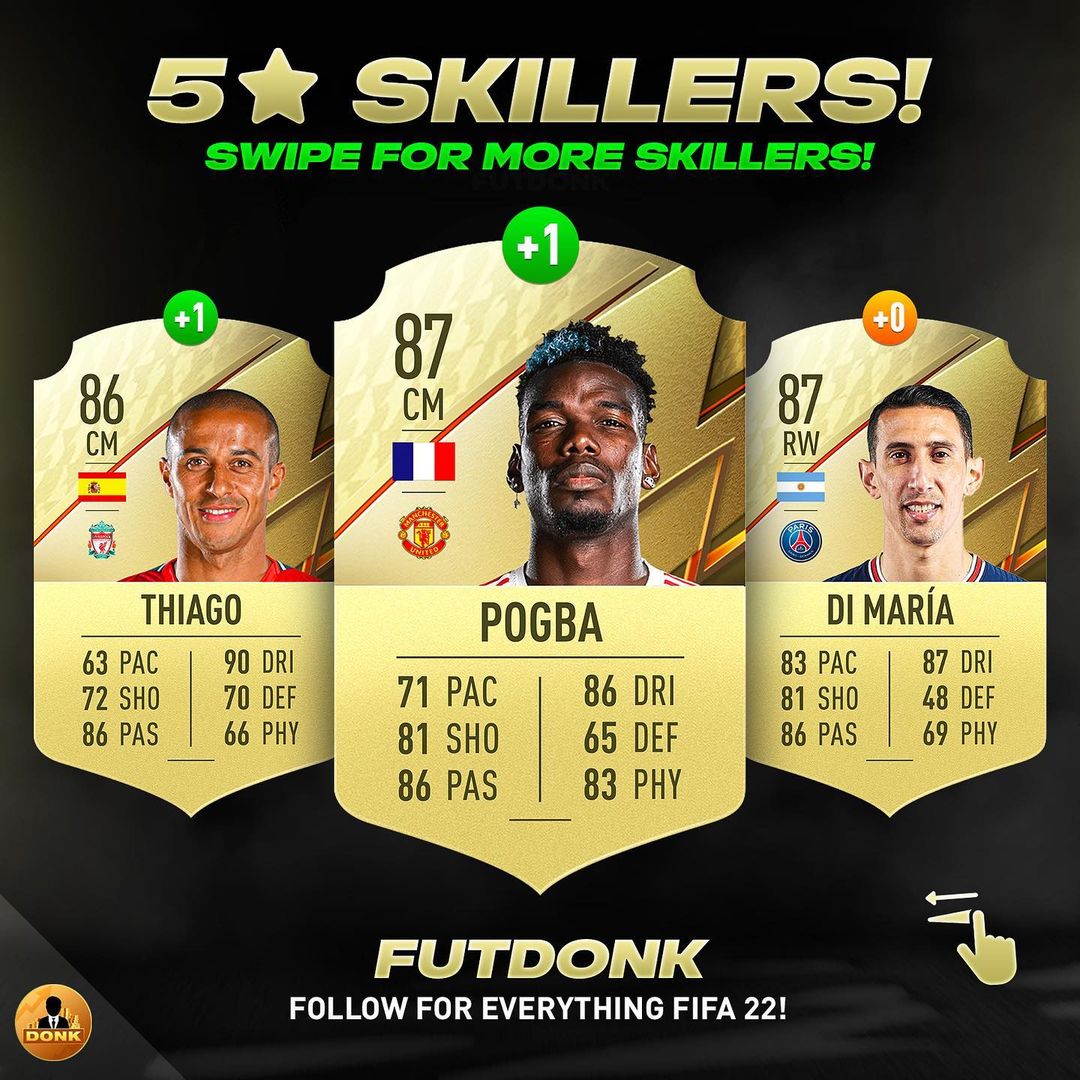 5★ SKILLERS!
SWIPE FOR MORE SKILLERS!
FUTDONK
+1
86
CM
THIAGO
63 PAC 90 DRI
72 SHO 70 DEF
86 PAS 66 PHY
+1
87
CM
MANCHESTER
UNITED
POGBA
71 PAC 86 DRI
81 SHO 65 DEF
86 PAS 83 PHY
+0
87
RW
PARIS
DI MARÍA
83 PAC 87 DRI
81 SHO 48 DEF
86 PAS 69 PHY
FUTDONK
FOLLOW FOR EVERYTHING FIFA 22!
DONK